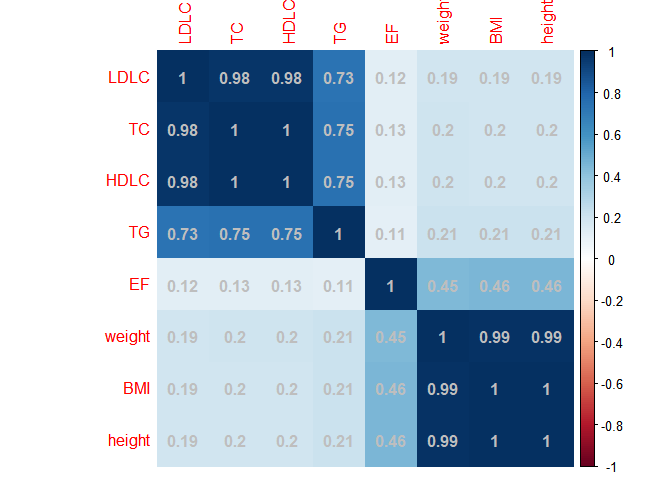 LDLC TC HDLC TG EF weight BMI height
LDLC 1 0.98 0.98 0.73 0.12 0.19 0.19 0.19
TC 0.98 1 1 0.75 0.13 0.2 0.2 0.2
HDLC 0.98 1 1 0.75 0.13 0.2 0.2 0.2
TG 0.73 0.75 0.75 1 0.11 0.21 0.21 0.21
EF 0.12 0.13 0.13 0.11 1 0.45 0.46 0.46
weight 0.19 0.2 0.2 0.21 0.45 1 0.99 0.99
BMI 0.19 0.2 0.2 0.21 0.46 0.99 1 1
height 0.19 0.2 0.2 0.21 0.46 0.99 1 1
1
0.8
0.6
0.4
0.2
0
-0.2
-0.4
-0.6
-0.8
-1